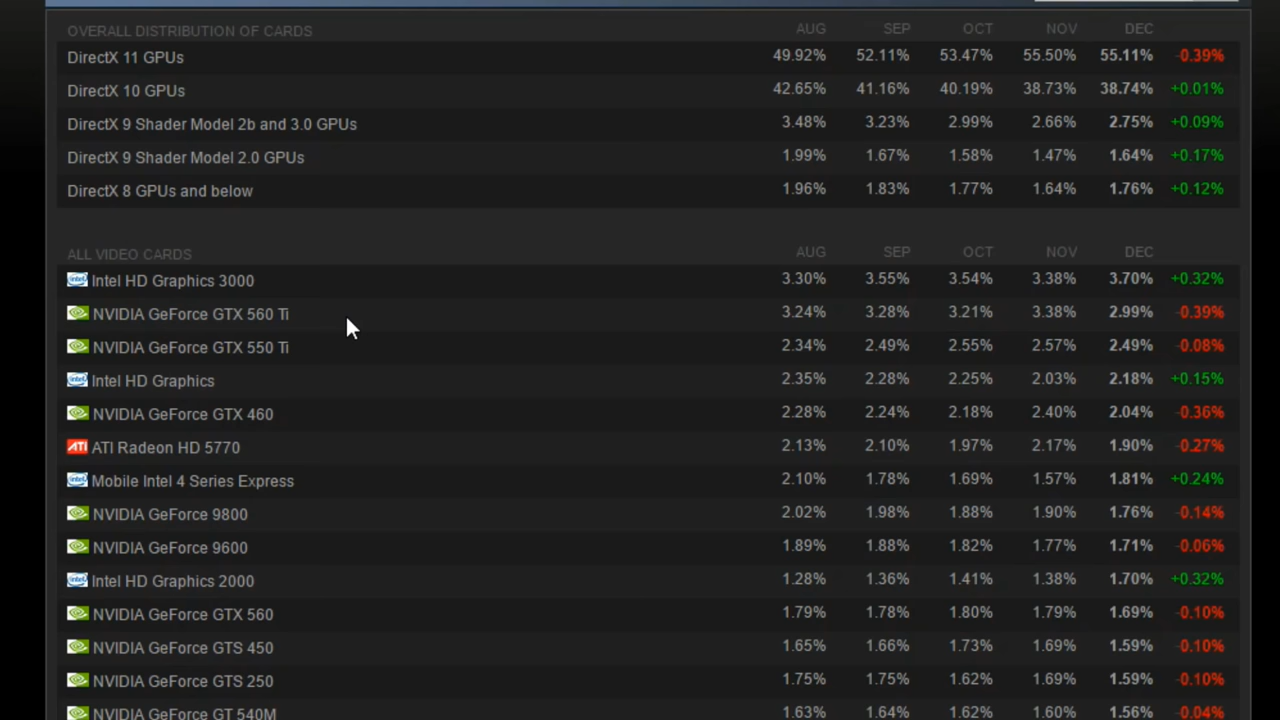 OVERALL DISTRIBUTION OF CARDS AUG SEP OCT NOV DEC
DirectX 11 GPUs 49.92% 52.11% 53.47% 55.50% 55.11% -0.39%
DirectX 10 GPUs 42.65% 41.16% 40.19% 38.73% 38.74% +0.01%
DirectX 9 Shader Model 2b and 3.0 GPUs 3.48% 3.23% 2.99% 2.66% 2.75% +0.09%
DirectX 9 Shader Model 2.0 GPUs 1.99% 1.67% 1.58% 1.47% 1.64% +0.17%
DirectX 8 GPUs and below 1.96% 1.83% 1.77% 1.64% 1.76% +0.12%
ALL VIDEO CARDS AUG SEP OCT NOV DEC
intel Intel HD Graphics 3000 3.30% 3.55% 3.54% 3.38% 3.70% +0.32%
NVIDIA GeForce GTX 560 Ti 3.24% 3.28% 3.21% 3.38% 2.99% -0.39%
NVIDIA GeForce GTX 550 Ti 2.34% 2.49% 2.55% 2.57% 2.49% -0.08%
intel Intel HD Graphics 2.35% 2.28% 2.25% 2.03% 2.18% +0.15%
NVIDIA GeForce GTX 460 2.28% 2.24% 2.18% 2.40% 2.04% -0.36%
ATI ATI Radeon HD 5770 2.13% 2.10% 1.97% 2.17% 1.90% -0.27%
intel Mobile Intel 4 Series Express 2.10% 1.78% 1.69% 1.57% 1.81% +0.24%
NVIDIA GeForce 9800 2.02% 1.98% 1.88% 1.90% 1.76% -0.14%
NVIDIA GeForce 9600 1.89% 1.88% 1.82% 1.77% 1.71% -0.06%
intel Intel HD Graphics 2000 1.28% 1.36% 1.41% 1.38% 1.70% +0.32%
NVIDIA GeForce GTX 560 1.79% 1.78% 1.80% 1.79% 1.69% -0.10%
NVIDIA GeForce GTS 450 1.65% 1.66% 1.73% 1.69% 1.59% -0.10%
NVIDIA GeForce GTS 250 1.75% 1.75% 1.62% 1.69% 1.59% -0.10%
NVIDIA GeForce GT 540M 1.63% 1.64% 1.62% 1.60% 1.56% -0.04%